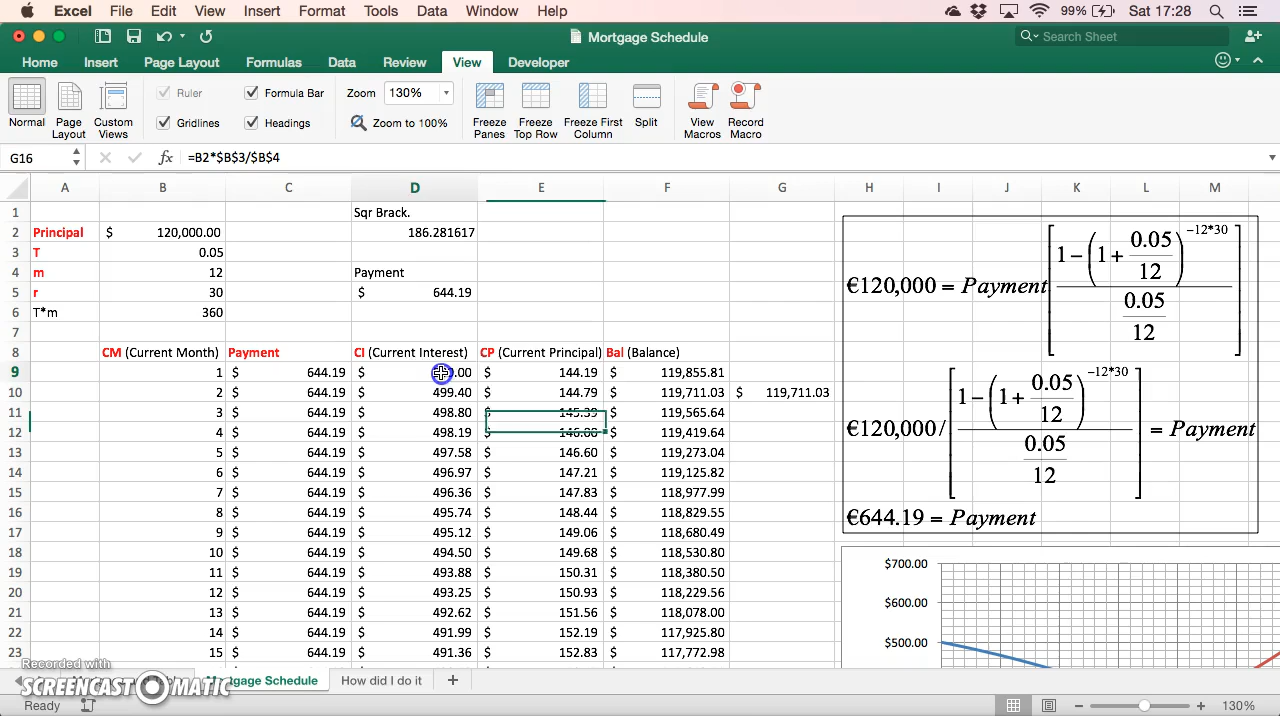 Excel File Edit View Insert Format Tools Data Window Help 99% Sat 17:28
Mortgage Schedule Search Sheet
Home Insert Page Layout Formulas Data Review View Developer
Ruler Formula Bar Zoom 130%
Normal Page Layout Custom Views Gridlines Headings Zoom to 100% Freeze Panes Freeze Top Row Freeze First Column Split View Macros Record Macro
G16 fx =B2*$B$3/$B$4
A B C D E F G H I J K L M
1 Sqr Brack.
2 Principal $ 120,000.00 186.281617
3 T 0.05
4 m 12 Payment
5 r 30 $ 644.19
6 T*m 360
7
8 CM (Current Month) Payment CI (Current Interest) CP (Current Principal) Bal (Balance)
9 1 $ 644.19 $ .00 $ 144.19 $ 119,855.81
10 2 $ 644.19 $ 499.40 $ 144.79 $ 119,711.03 $ 119,711.03
11 3 $ 644.19 $ 498.80 $ 145.39 $ 119,565.64
12 4 $ 644.19 $ 498.19 $ $ 119,419.64
13 5 $ 644.19 $ 497.58 $ 146.60 $ 119,273.04
14 6 $ 644.19 $ 496.97 $ 147.21 $ 119,125.82
15 7 $ 644.19 $ 496.36 $ 147.83 $ 118,977.99
16 8 $ 644.19 $ 495.74 $ 148.44 $ 118,829.55
17 9 $ 644.19 $ 495.12 $ 149.06 $ 118,680.49
18 10 $ 644.19 $ 494.50 $ 149.68 $ 118,530.80
19 11 $ 644.19 $ 493.88 $ 150.31 $ 118,380.50
20 12 $ 644.19 $ 493.25 $ 150.93 $ 118,229.56
21 13 $ 644.19 $ 492.62 $ 151.56 $ 118,078.00
22 14 $ 644.19 $ 491.99 $ 152.19 $ 117,925.80
23 15 $ 644.19 $ 491.36 $ 152.83 $ 117,772.98
€120,000 = Payment [ 1−(1+ 0.05/12)^−12*30 / 0.05/12 ]
€120,000 / [ 1−(1+ 0.05/12)^−12*30 / 0.05/12 ] = Payment
€644.19 = Payment
$700.00
$600.00
$500.00
Recorded with
SCREENCAST O MATIC
Mortgage Schedule How did I do it +
Ready 130%